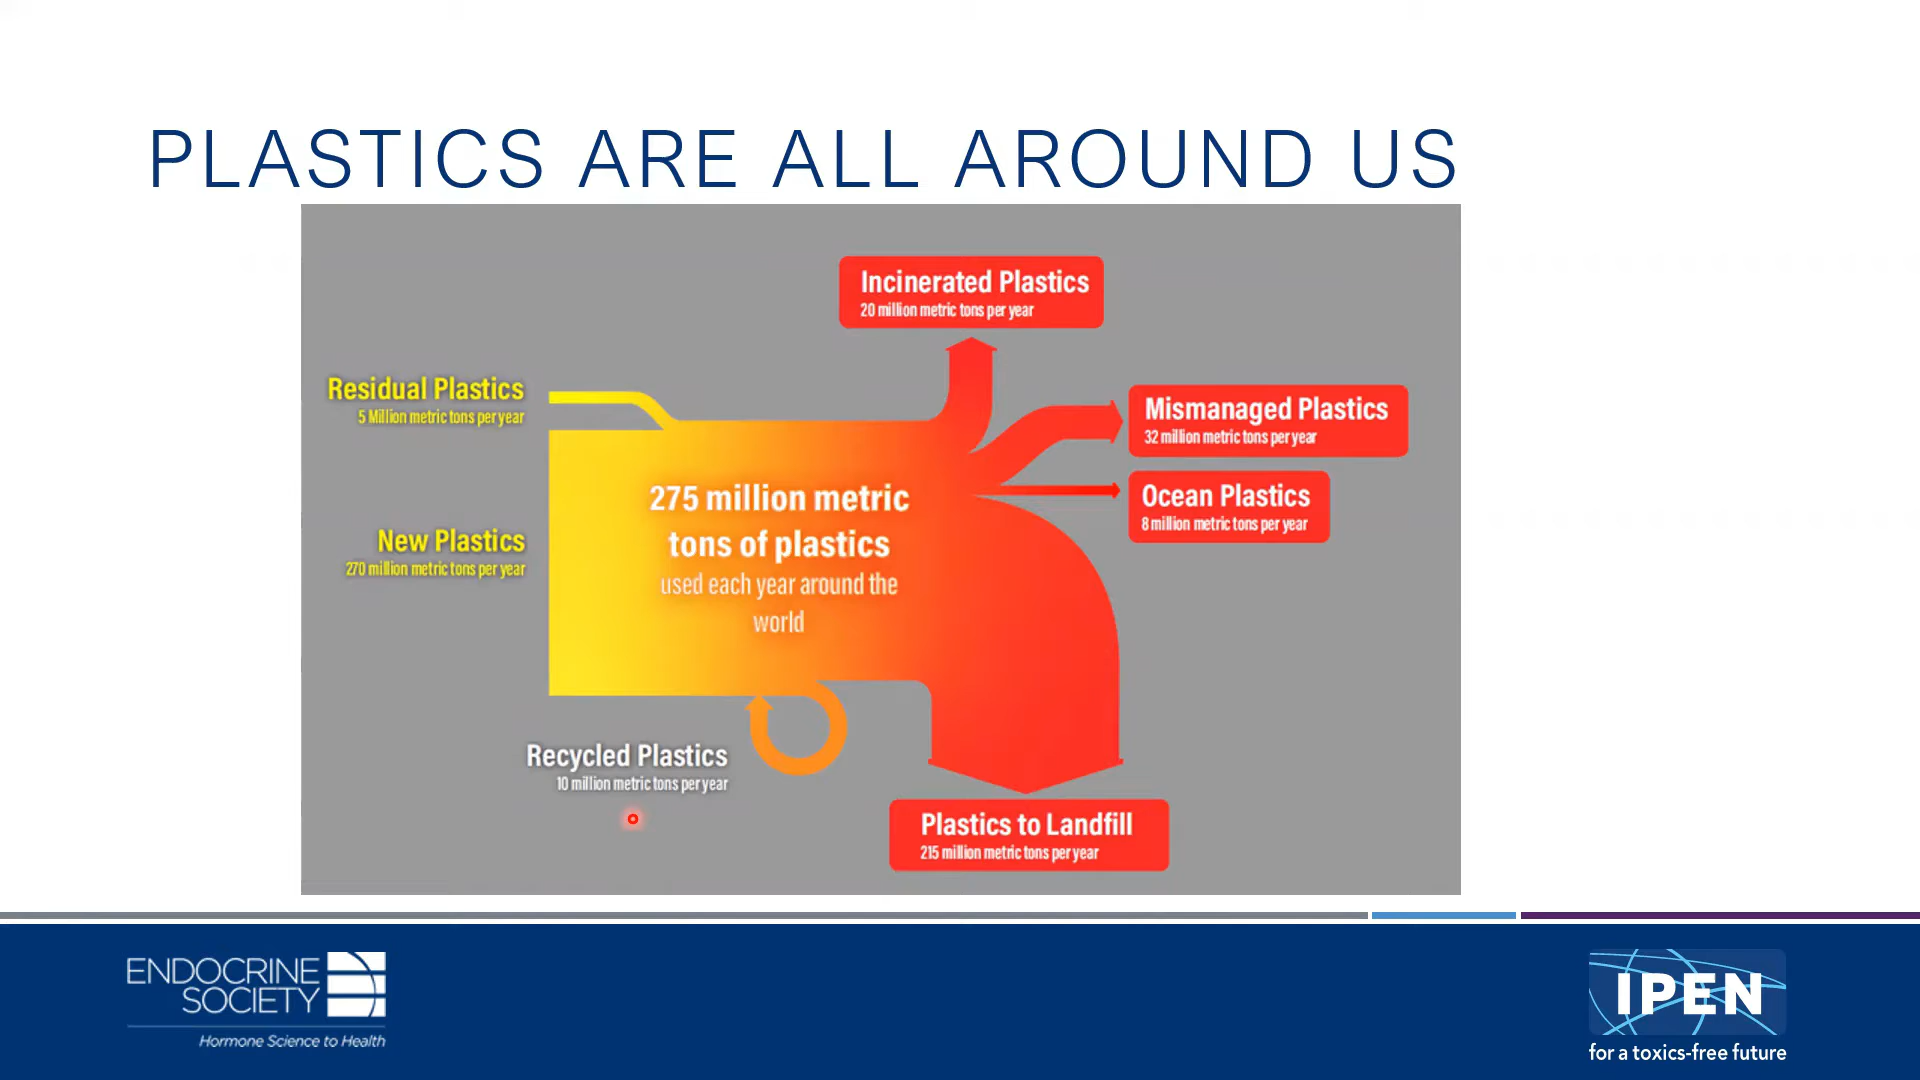 PLASTICS ARE ALL AROUND US
Incinerated Plastics
20 million metric tons per year
Residual Plastics
5 Million metric tons per year
Mismanaged Plastics
32 million metric tons per year
275 million metric
tons of plastics
used each year around the
world
Ocean Plastics
8 million metric tons per year
New Plastics
270 million metric tons per year
Recycled Plastics
10 million metric tons per year
Plastics to Landfill
215 million metric tons per year
ENDOCRINE
SOCIETY
Hormone Science to Health
IPEN
for a toxics-free future